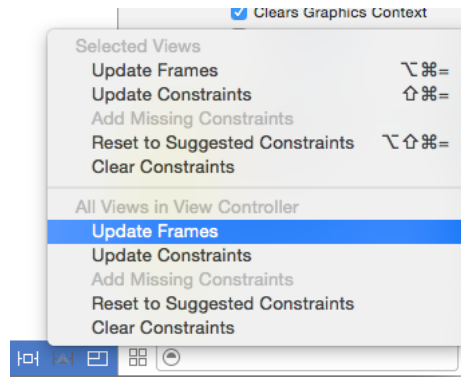 Clears Graphics Context
Selected Views
Update Frames ⌥⌘=
Update Constraints ⇧⌘=
Add Missing Constraints
Reset to Suggested Constraints ⌥⇧⌘=
Clear Constraints
All Views in View Controller
Update Frames
Update Constraints
Add Missing Constraints
Reset to Suggested Constraints
Clear Constraints